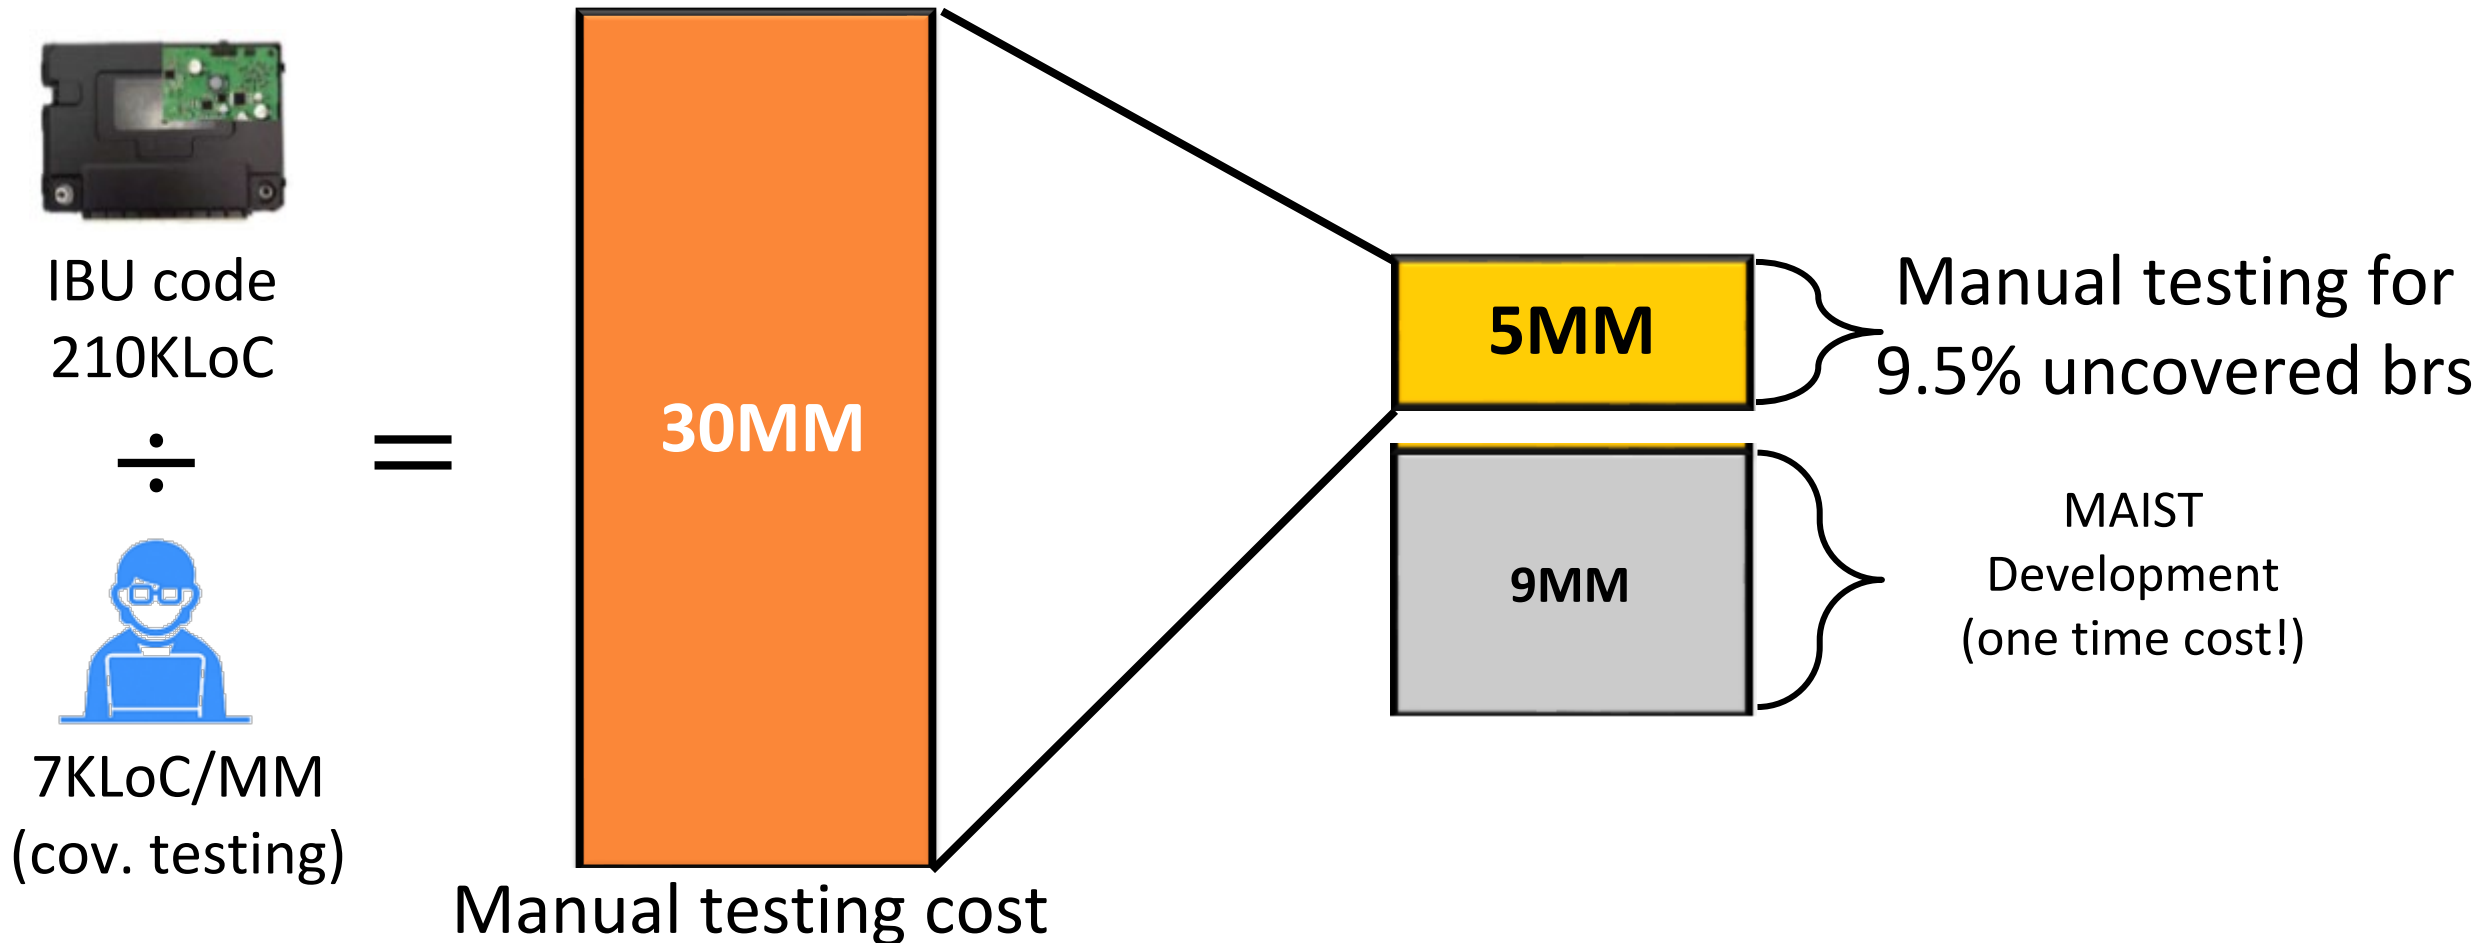 IBU code
210KLoC
÷
=
7KLoC/MM
(cov. testing)
30MM
Manual testing cost
5MM
Manual testing for
9.5% uncovered brs
9MM
MAIST
Development
(one time cost!)